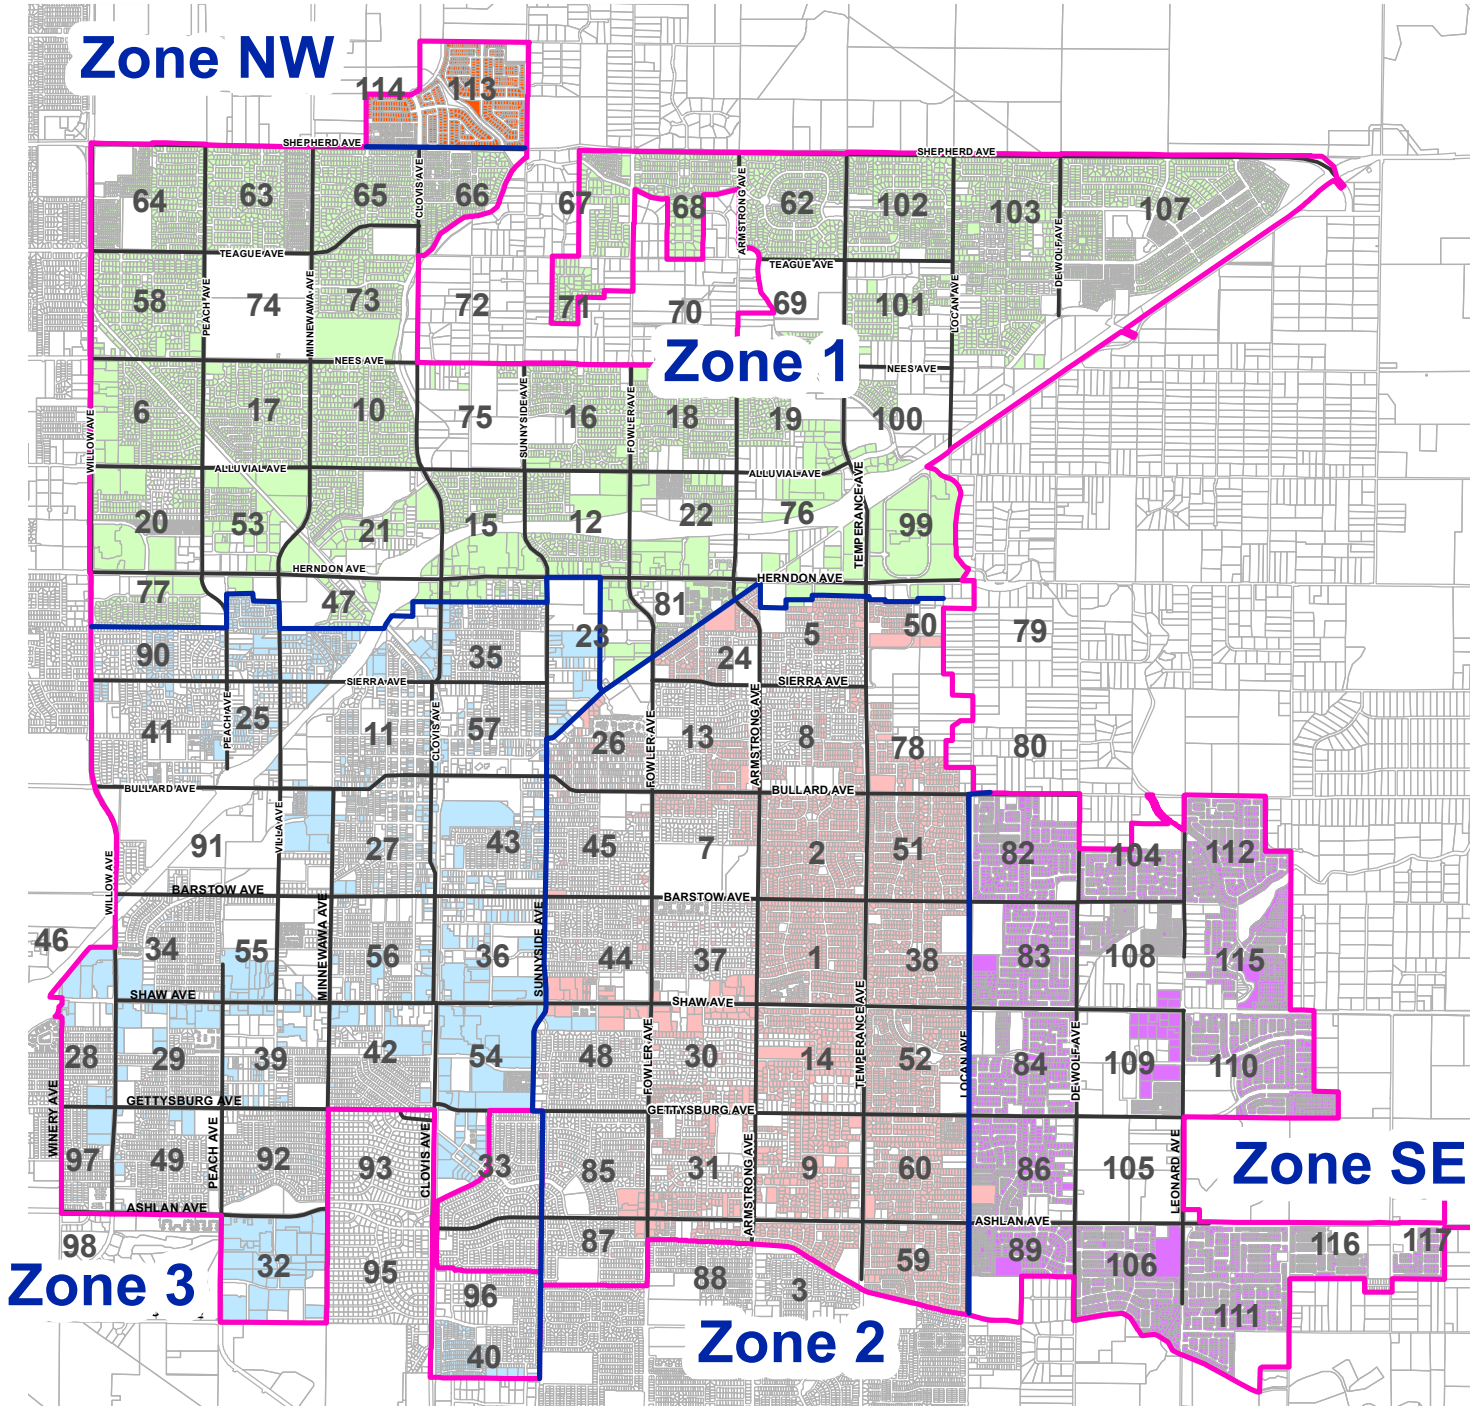 Zone NW
114
113
SHEPHERD AVE
SHEPHERD AVE
64
63
65
CLOVIS AVE
66
67
68
ARMSTRONG AVE
62
102
103
107
TEAGUE AVE
TEAGUE AVE
DE WOLF AVE
58
PEACH AVE
74
MINNEWAWA AVE
73
72
71
70
69
101
LOCAN AVE
Zone 1
NEES AVE
NEES AVE
6
17
10
75
SUNNYSIDE AVE
16
FOWLER AVE
18
19
100
WILLOW AVE
ALLUVIAL AVE
ALLUVIAL AVE
20
53
21
15
12
22
76
TEMPERANCE AVE
99
HERNDON AVE
HERNDON AVE
77
47
81
23
24
5
50
79
90
35
SIERRA AVE
SIERRA AVE
41
PEACH AVE
25
11
CLOVIS AVE
57
26
FOWLER AVE
13
ARMSTRONG AVE
8
78
80
BULLARD AVE
BULLARD AVE
91
VILLA AVE
27
43
45
7
2
51
82
104
112
WILLOW AVE
BARSTOW AVE
BARSTOW AVE
46
34
55
MINNEWAWA AVE
56
36
SUNNYSIDE AVE
44
37
1
38
83
108
115
SHAW AVE
SHAW AVE
28
29
39
42
54
48
FOWLER AVE
30
14
TEMPERANCE AVE
52
LOCAN AVE
84
DE WOLF AVE
109
110
GETTYSBURG AVE
GETTYSBURG AVE
WINERY AVE
97
49
PEACH AVE
92
93
CLOVIS AVE
33
85
31
ARMSTRONG AVE
9
60
86
105
LEONARD AVE
Zone SE
ASHLAN AVE
ASHLAN AVE
98
32
95
96
87
88
3
59
89
106
111
116
117
Zone 3
40
Zone 2